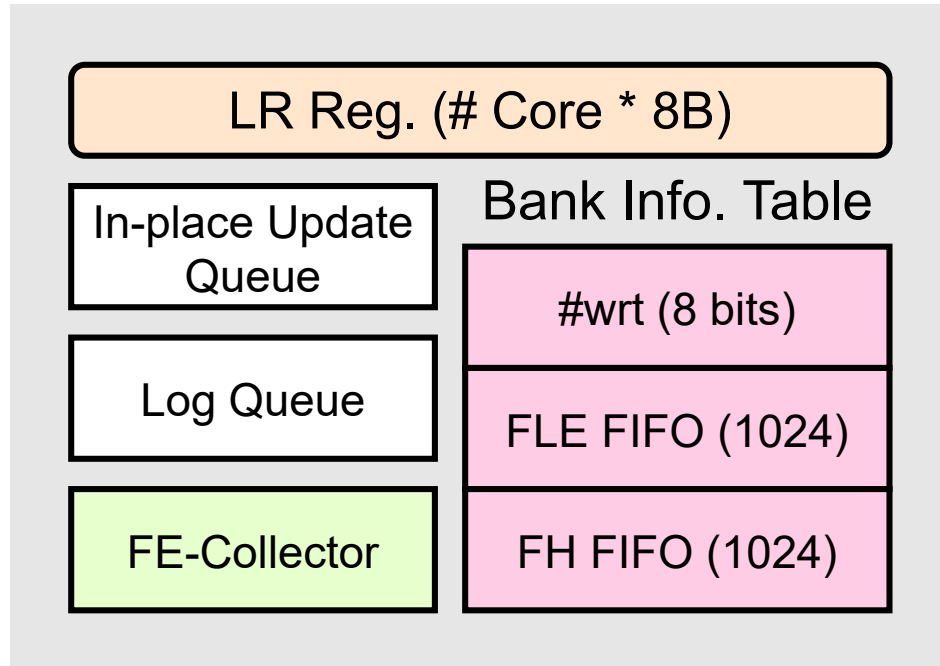 LR Reg. (# Core * 8B)
In-place Update
Queue
Log Queue
FE-Collector
Bank Info. Table
#wrt (8 bits)
FLE FIFO (1024)
FH FIFO (1024)